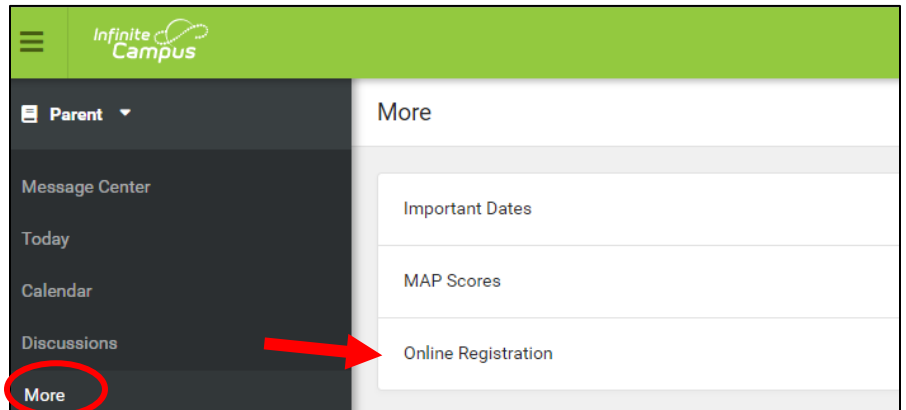 Infinite
Campus
Parent
More
Message Center
Today
Calendar
Discussions
More
Important Dates
MAP Scores
Online Registration